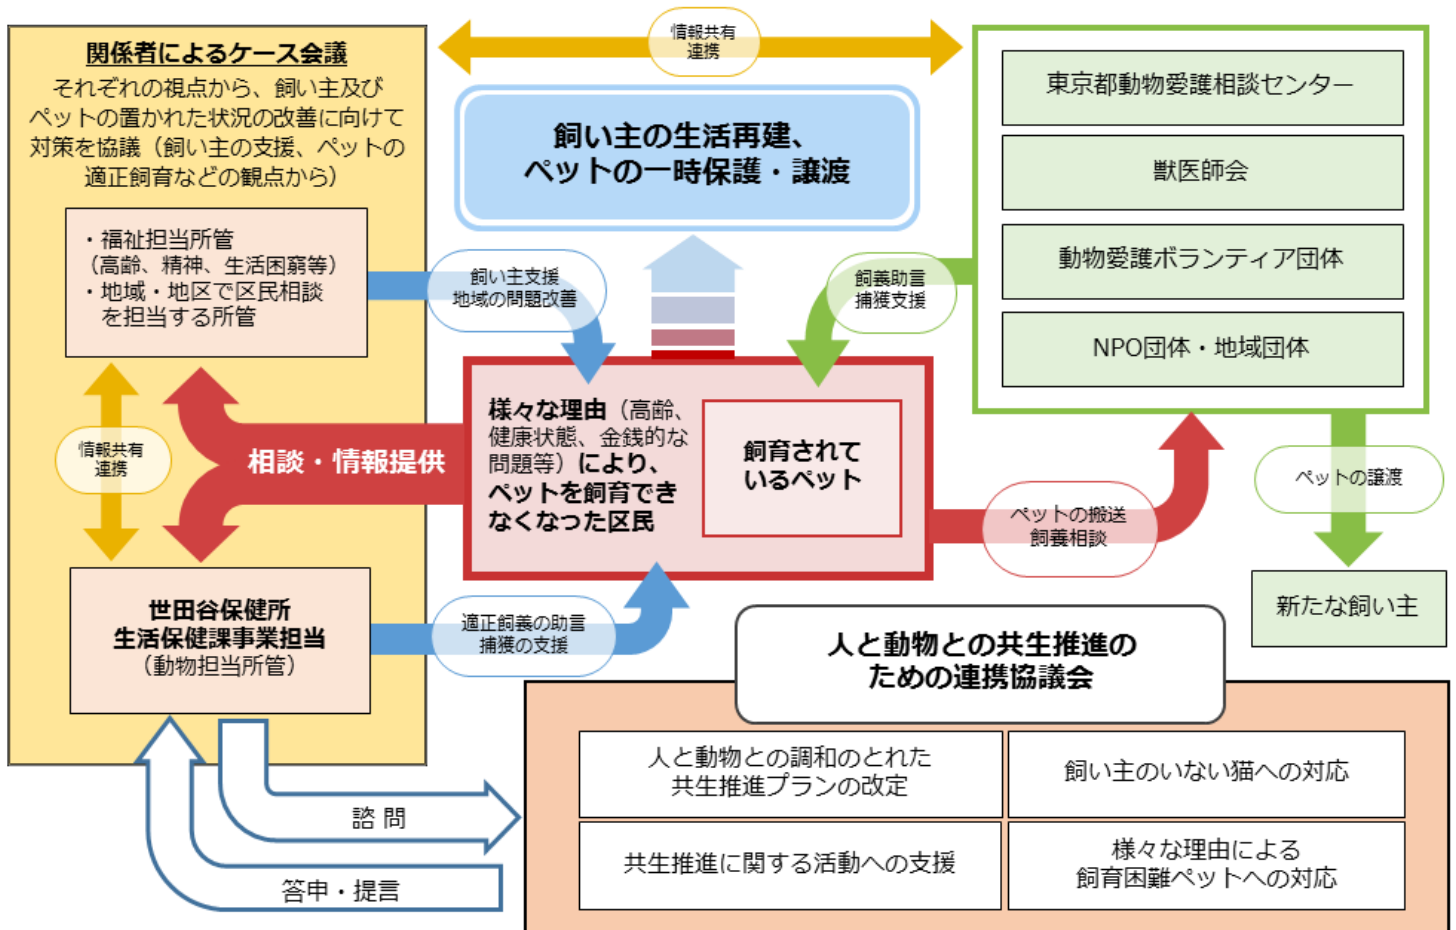 関係者によるケース会議
それぞれの視点から、飼い主及び
ペットの置かれた状況の改善に向けて
対策を協議（飼い主の支援、ペットの
適正飼育などの観点から）
・福祉担当所管
（高齢、精神、生活困窮等）
・地域・地区で区民相談
を担当する所管
情報共有
連携
世田谷保健所
生活保健課事業担当
（動物担当所管）
情報共有
連携
飼い主の生活再建、
ペットの一時保護・譲渡
飼い主支援
地域の問題改善
飼義助言
捕獲支援
相談・情報提供
様々な理由（高齢、
健康状態、金銭的な
問題等）により、
ペットを飼育でき
なくなった区民
飼育されて
いるペット
適正飼義の助言
捕獲の支援
ペットの搬送
飼養相談
東京都動物愛護相談センター
獣医師会
動物愛護ボランティア団体
NPO団体・地域団体
ペットの譲渡
新たな飼い主
諮 問
答申・提言
人と動物との共生推進の
ための連携協議会
人と動物との調和のとれた
共生推進プランの改定
飼い主のいない猫への対応
共生推進に関する活動への支援
様々な理由による
飼育困難ペットへの対応